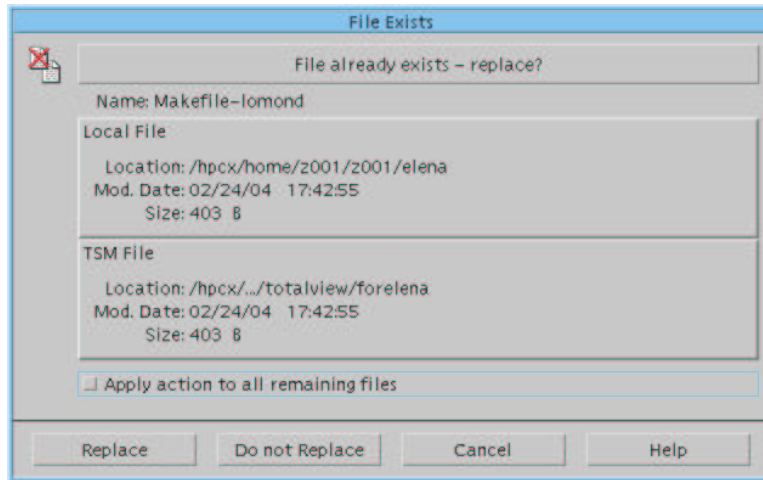 File Exists
File already exists – replace?
Name: Makefile–lomond
Local File
Location: /hpcx/home/z001/z001/elena
Mod. Date: 02/24/04 17:42:55
Size: 403 B
TSM File
Location: /hpcx/.../totalview/forelena
Mod. Date: 02/24/04 17:42:55
Size: 403 B
Apply action to all remaining files
Replace Do not Replace Cancel Help